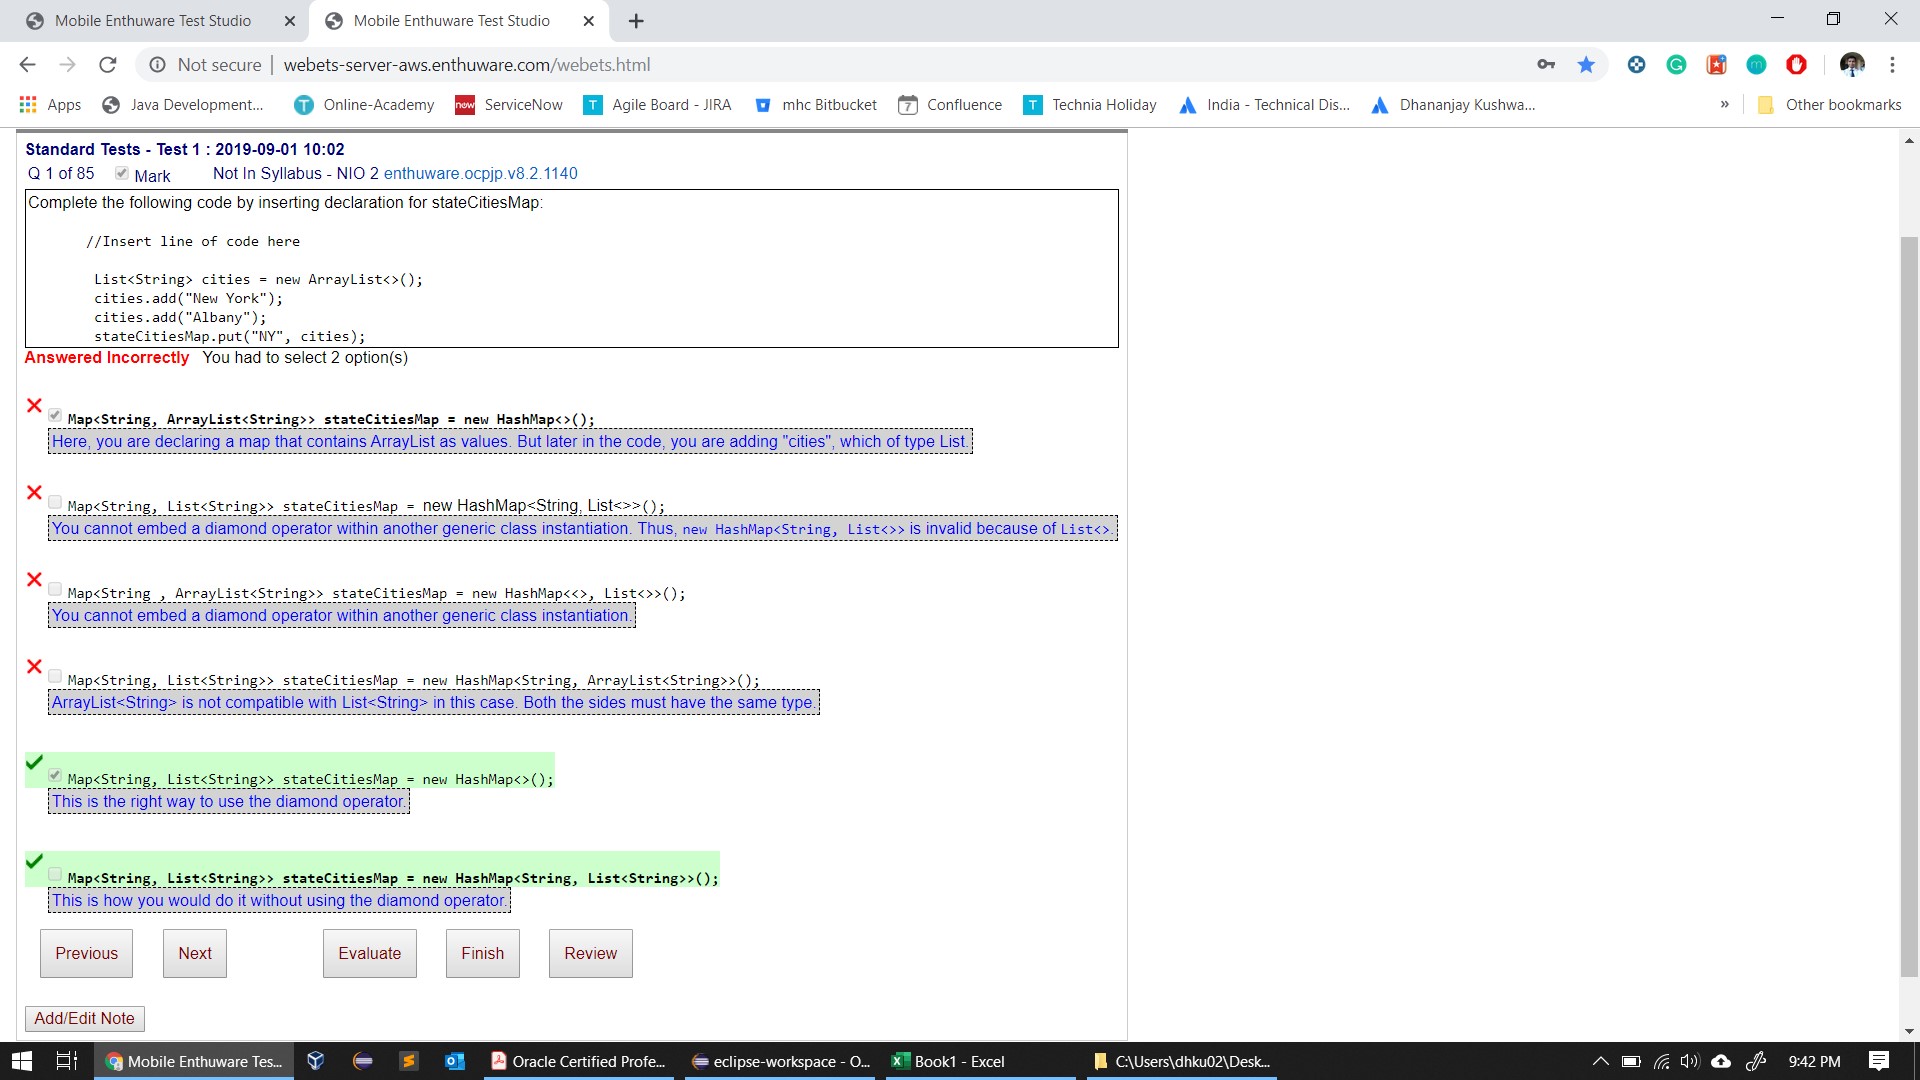 Mobile Enthuware Test Studio
Mobile Enthuware Test Studio
Not secure | webets-server-aws.enthuware.com/webets.html
Apps Java Development... Online-Academy ServiceNow Agile Board - JIRA mhc Bitbucket Confluence Technia Holiday India - Technical Dis... Dhananjay Kushwa... » Other bookmarks
Standard Tests - Test 1 : 2019-09-01 10:02
Q 1 of 85 Mark Not In Syllabus - NIO 2 enthuware.ocpjp.v8.2.1140
Complete the following code by inserting declaration for stateCitiesMap:
//Insert line of code here
List<String> cities = new ArrayList<>();
cities.add("New York");
cities.add("Albany");
stateCitiesMap.put("NY", cities);
Answered Incorrectly You had to select 2 option(s)
Map<String, ArrayList<String>> stateCitiesMap = new HashMap<>();
Here, you are declaring a map that contains ArrayList as values. But later in the code, you are adding "cities", which of type List.
Map<String, List<String>> stateCitiesMap = new HashMap<String, List<>>();
You cannot embed a diamond operator within another generic class instantiation. Thus, new HashMap<String, List<>> is invalid because of List<>.
Map<String , ArrayList<String>> stateCitiesMap = new HashMap<<>, List<>>();
You cannot embed a diamond operator within another generic class instantiation.
Map<String, List<String>> stateCitiesMap = new HashMap<String, ArrayList<String>>();
ArrayList<String> is not compatible with List<String> in this case. Both the sides must have the same type.
Map<String, List<String>> stateCitiesMap = new HashMap<>();
This is the right way to use the diamond operator.
Map<String, List<String>> stateCitiesMap = new HashMap<String, List<String>>();
This is how you would do it without using the diamond operator.
Previous Next Evaluate Finish Review
Add/Edit Note
Mobile Enthuware Tes... Oracle Certified Profe... eclipse-workspace - O... Book1 - Excel C:\Users\dhku02\Desk... 9:42 PM